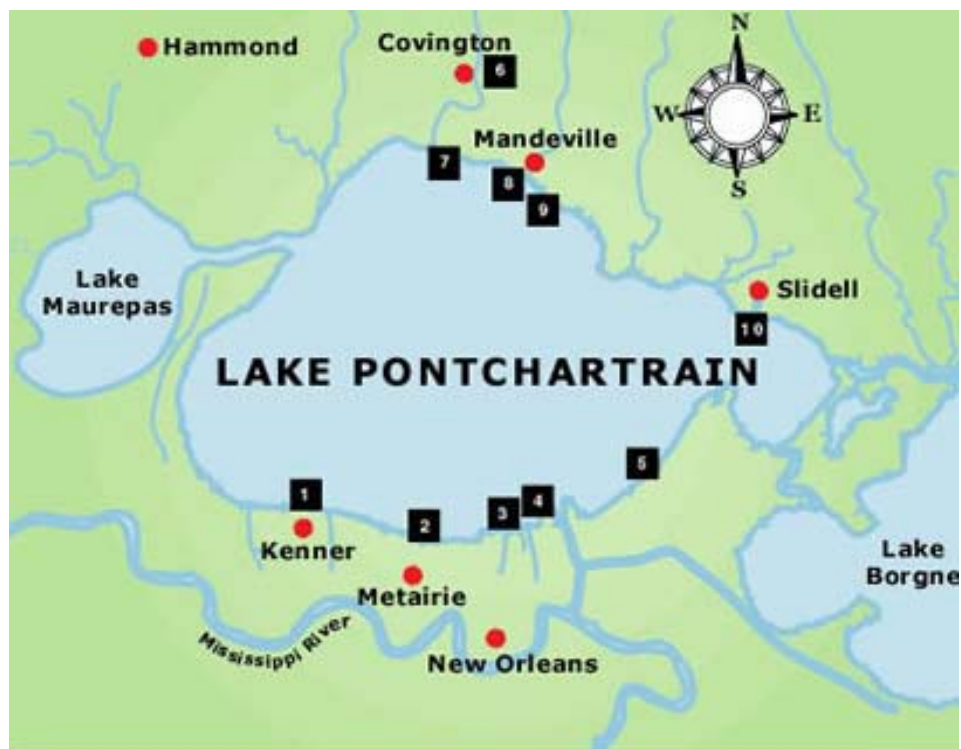 Hammond
Covington
6
N
W
E
S
Mandeville
7
8
9
Lake
Maurepas
Slidell
10
LAKE PONTCHARTRAIN
5
1
4
3
2
Kenner
Lake
Borgne
Metairie
Mississippi River
New Orleans